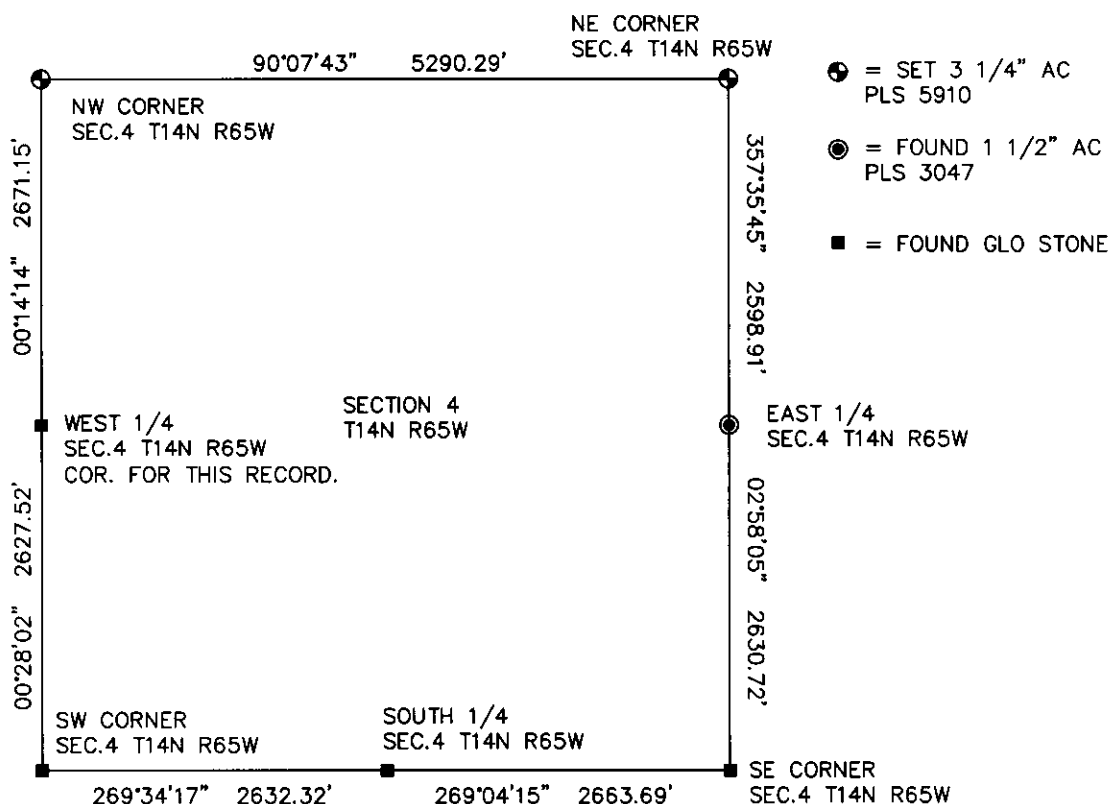 NE CORNER
SEC.4 T14N R65W
90°07'43" 5290.29'
NW CORNER
SEC.4 T14N R65W
= SET 3 1/4" AC
PLS 5910
= FOUND 1 1/2" AC
PLS 3047
= FOUND GLO STONE
00°14'14" 2671.15'
357°35'45" 2598.91'
WEST 1/4
SEC.4 T14N R65W
COR. FOR THIS RECORD.
SECTION 4
T14N R65W
EAST 1/4
SEC.4 T14N R65W
00°28'02" 2627.52'
02°58'05" 2630.72'
SW CORNER
SEC.4 T14N R65W
SOUTH 1/4
SEC.4 T14N R65W
SE CORNER
SEC.4 T14N R65W
269°34'17" 2632.32'
269°04'15" 2663.69'